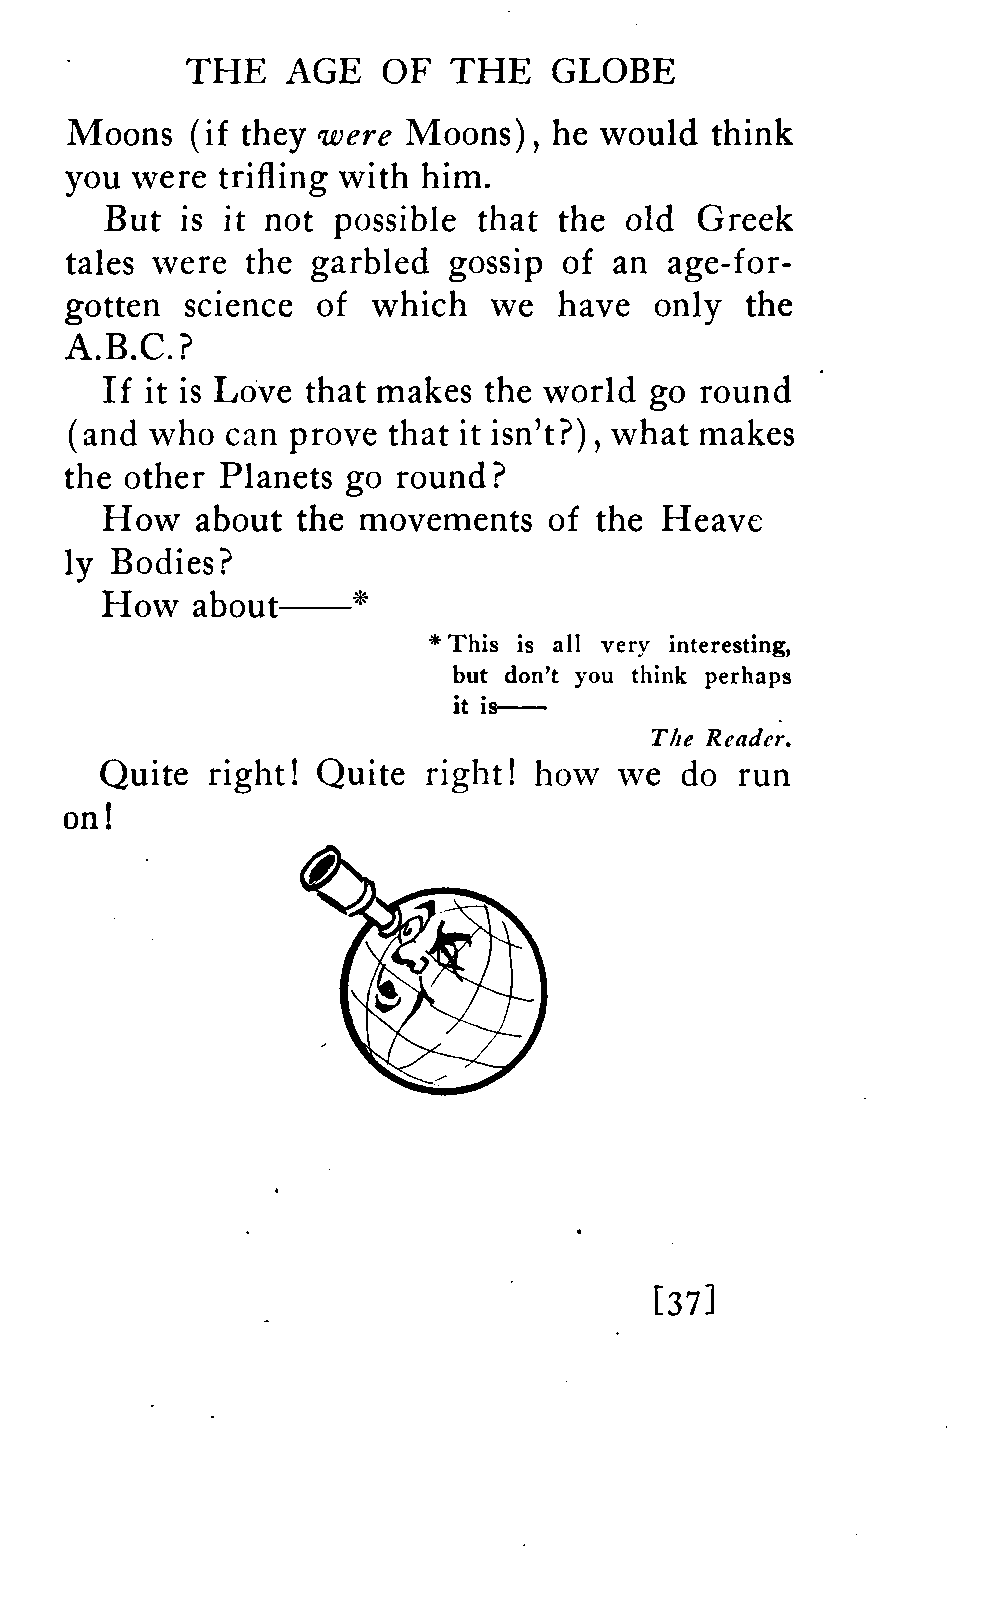 THE AGE OF THE GLOBE
Moons (if they were Moons), he would think
you were trifling with him.
But is it not possible that the old Greek
tales were the garbled gossip of an age-for-
gotten science of which we have only the
A.B.C.?
If it is Love that makes the world go round
(and who can prove that it isn't?), what makes
the other Planets go round?
How about the movements of the Heave
ly Bodies?
How about——*
* This is all very interesting,
but don't you think perhaps
it is——
The Reader.
Quite right! Quite right! how we do run
on!
[37]